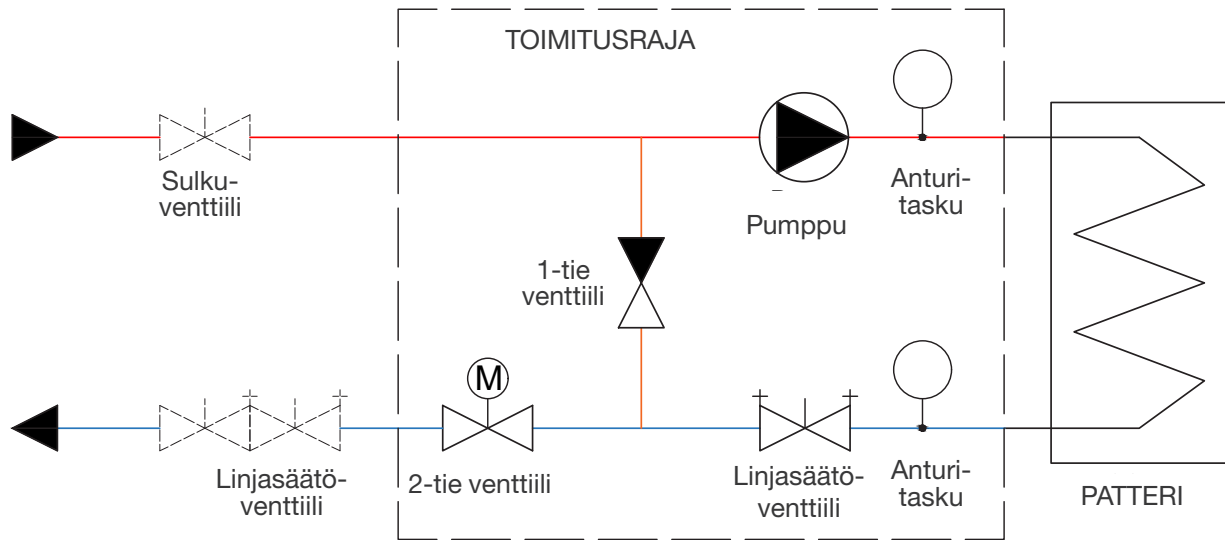 TOIMITUSRAJA
Sulku-
venttiili
Pumppu
Anturi-
tasku
1-tie
venttiili
M
Linjasäätö-
venttiili
2-tie venttiili
Linjasäätö-
venttiili
Anturi-
tasku
PATTERI